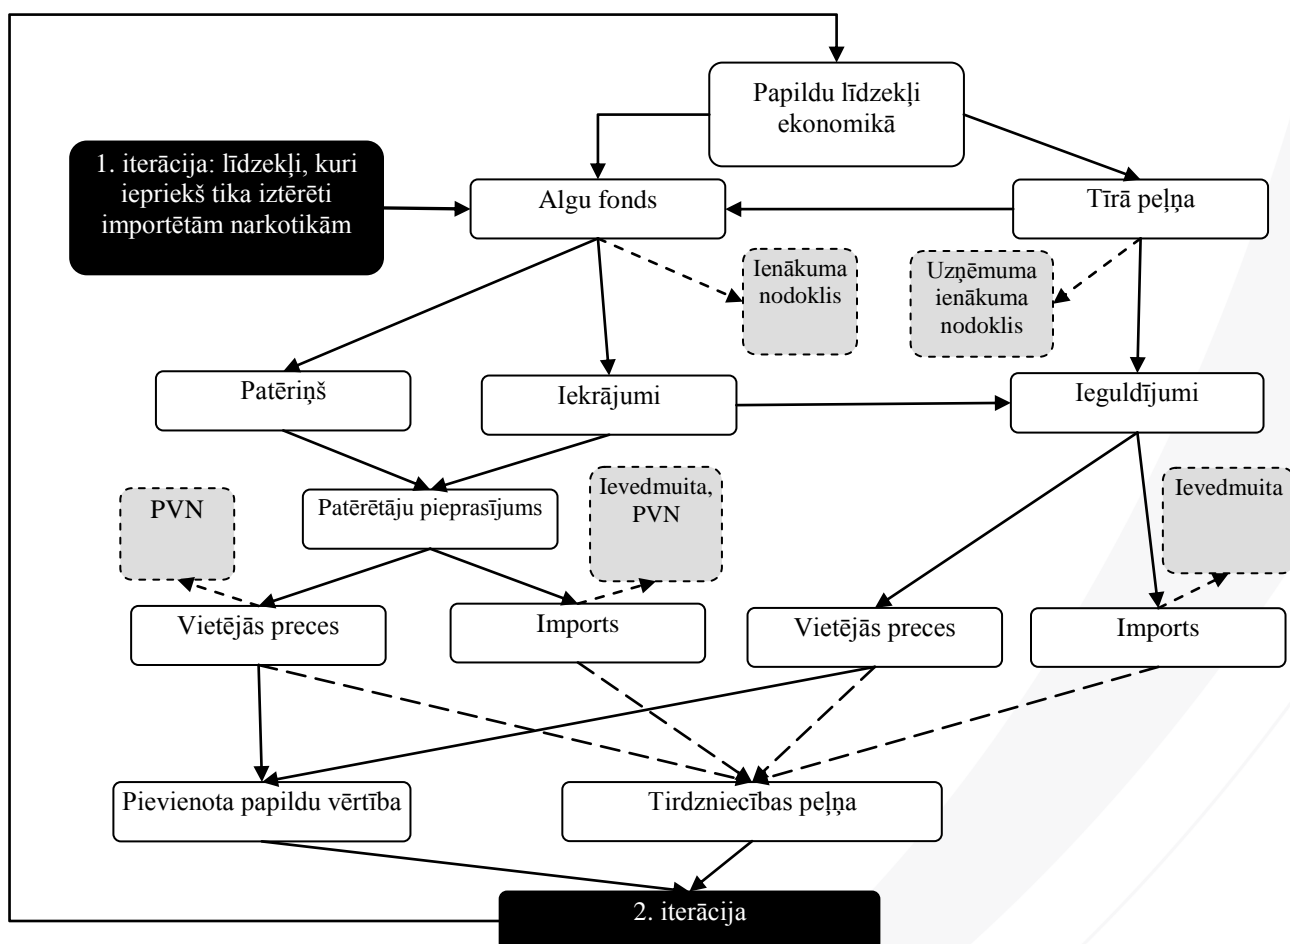 Papildu līdzekļi
ekonomikā
1. iterācija: līdzekļi, kuri
iepriekš tika iztērēti
importētām narkotikām
Algu fonds
Tīrā peļņa
Ienākuma
nodoklis
Uzņēmuma
ienākuma
nodoklis
Patēriņš
Iekrājumi
Ieguldījumi
PVN
Patērētāju pieprasījums
Ievedmuita,
PVN
Ievedmuita
Vietējās preces
Imports
Vietējās preces
Imports
Pievienota papildu vērtība
Tirdzniecības peļņa
2. iterācija